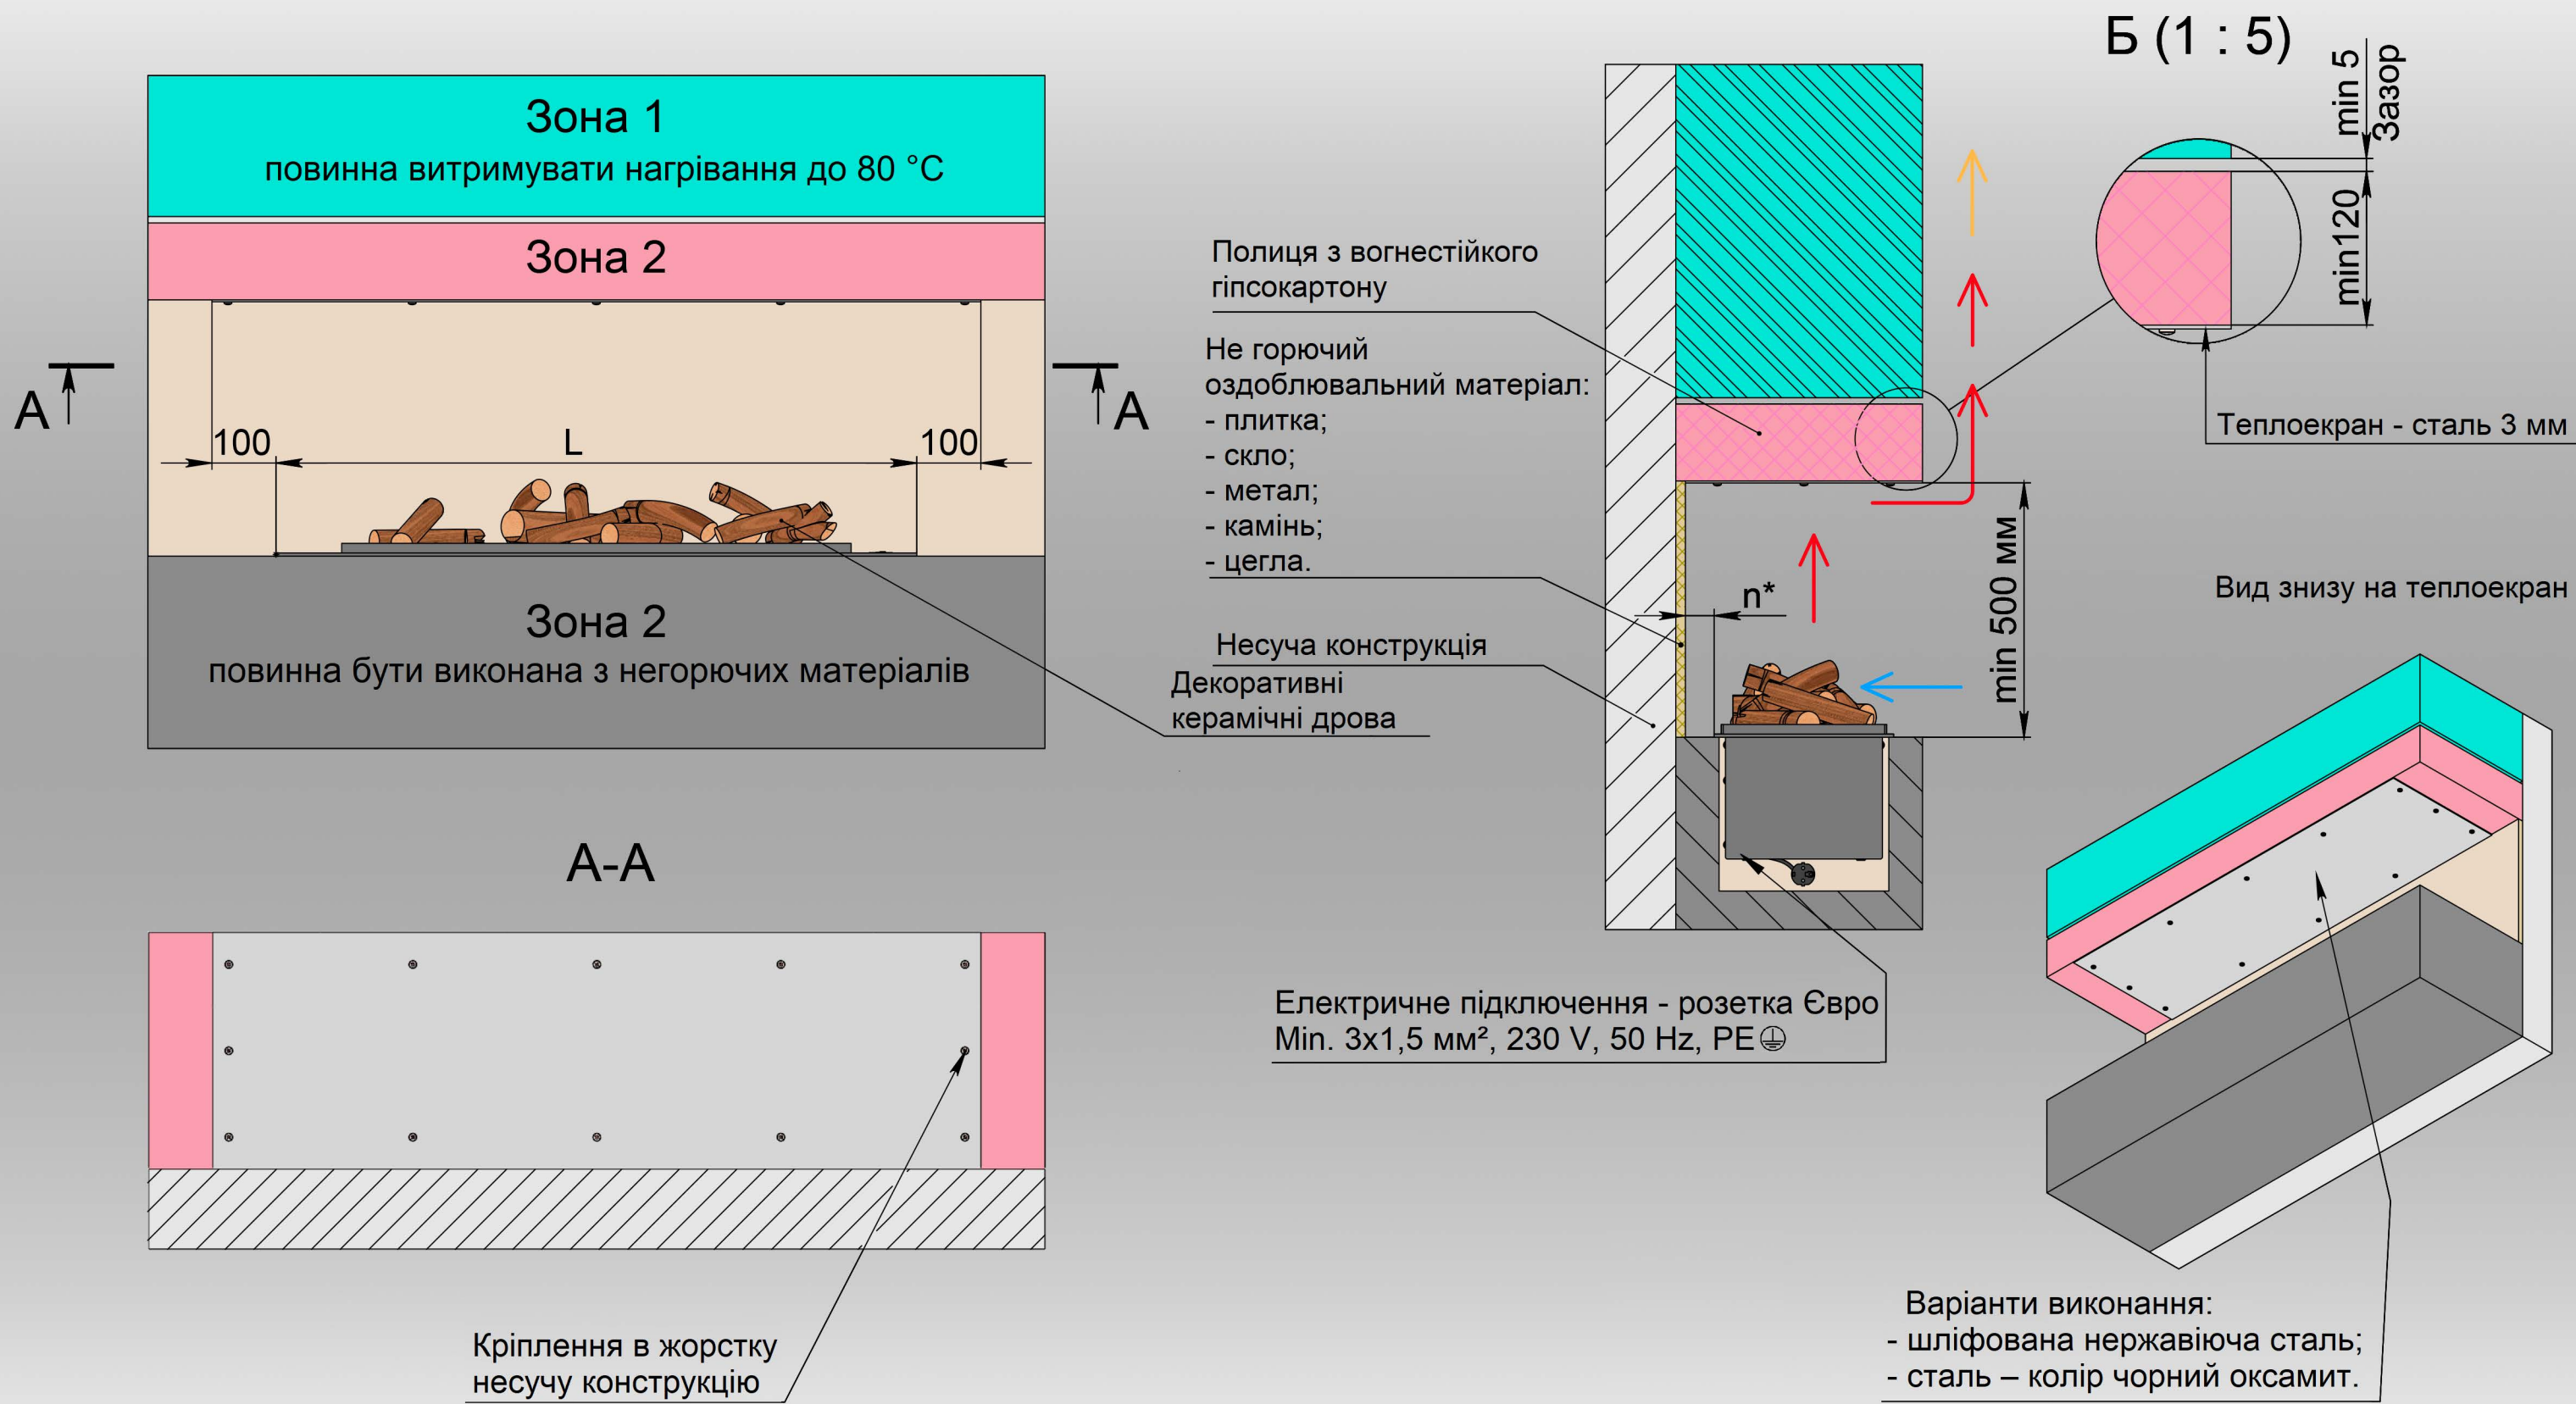 Зона 1
повинна витримувати нагрівання до 80 °C
Зона 2
А
А
100
L
100
Зона 2
повинна бути виконана з негорючих матеріалів
А-А
Кріплення в жорстку
несучу конструкцію
Полиця з вогнестійкого
гіпсокартону
Не горючий
оздоблювальний матеріал:
- плитка;
- скло;
- метал;
- камінь;
- цегла.
Несуча конструкція
Декоративні
керамічні дрова
n*
min 500 мм
Електричне підключення - розетка Євро
Min. 3x1,5 мм², 230 V, 50 Hz, PE
Б (1 : 5)
min 5
Зазор
min120
Теплоекран - сталь 3 мм
Вид знизу на теплоекран
Варіанти виконання:
- шліфована нержавіюча сталь;
- сталь – колір чорний оксамит.